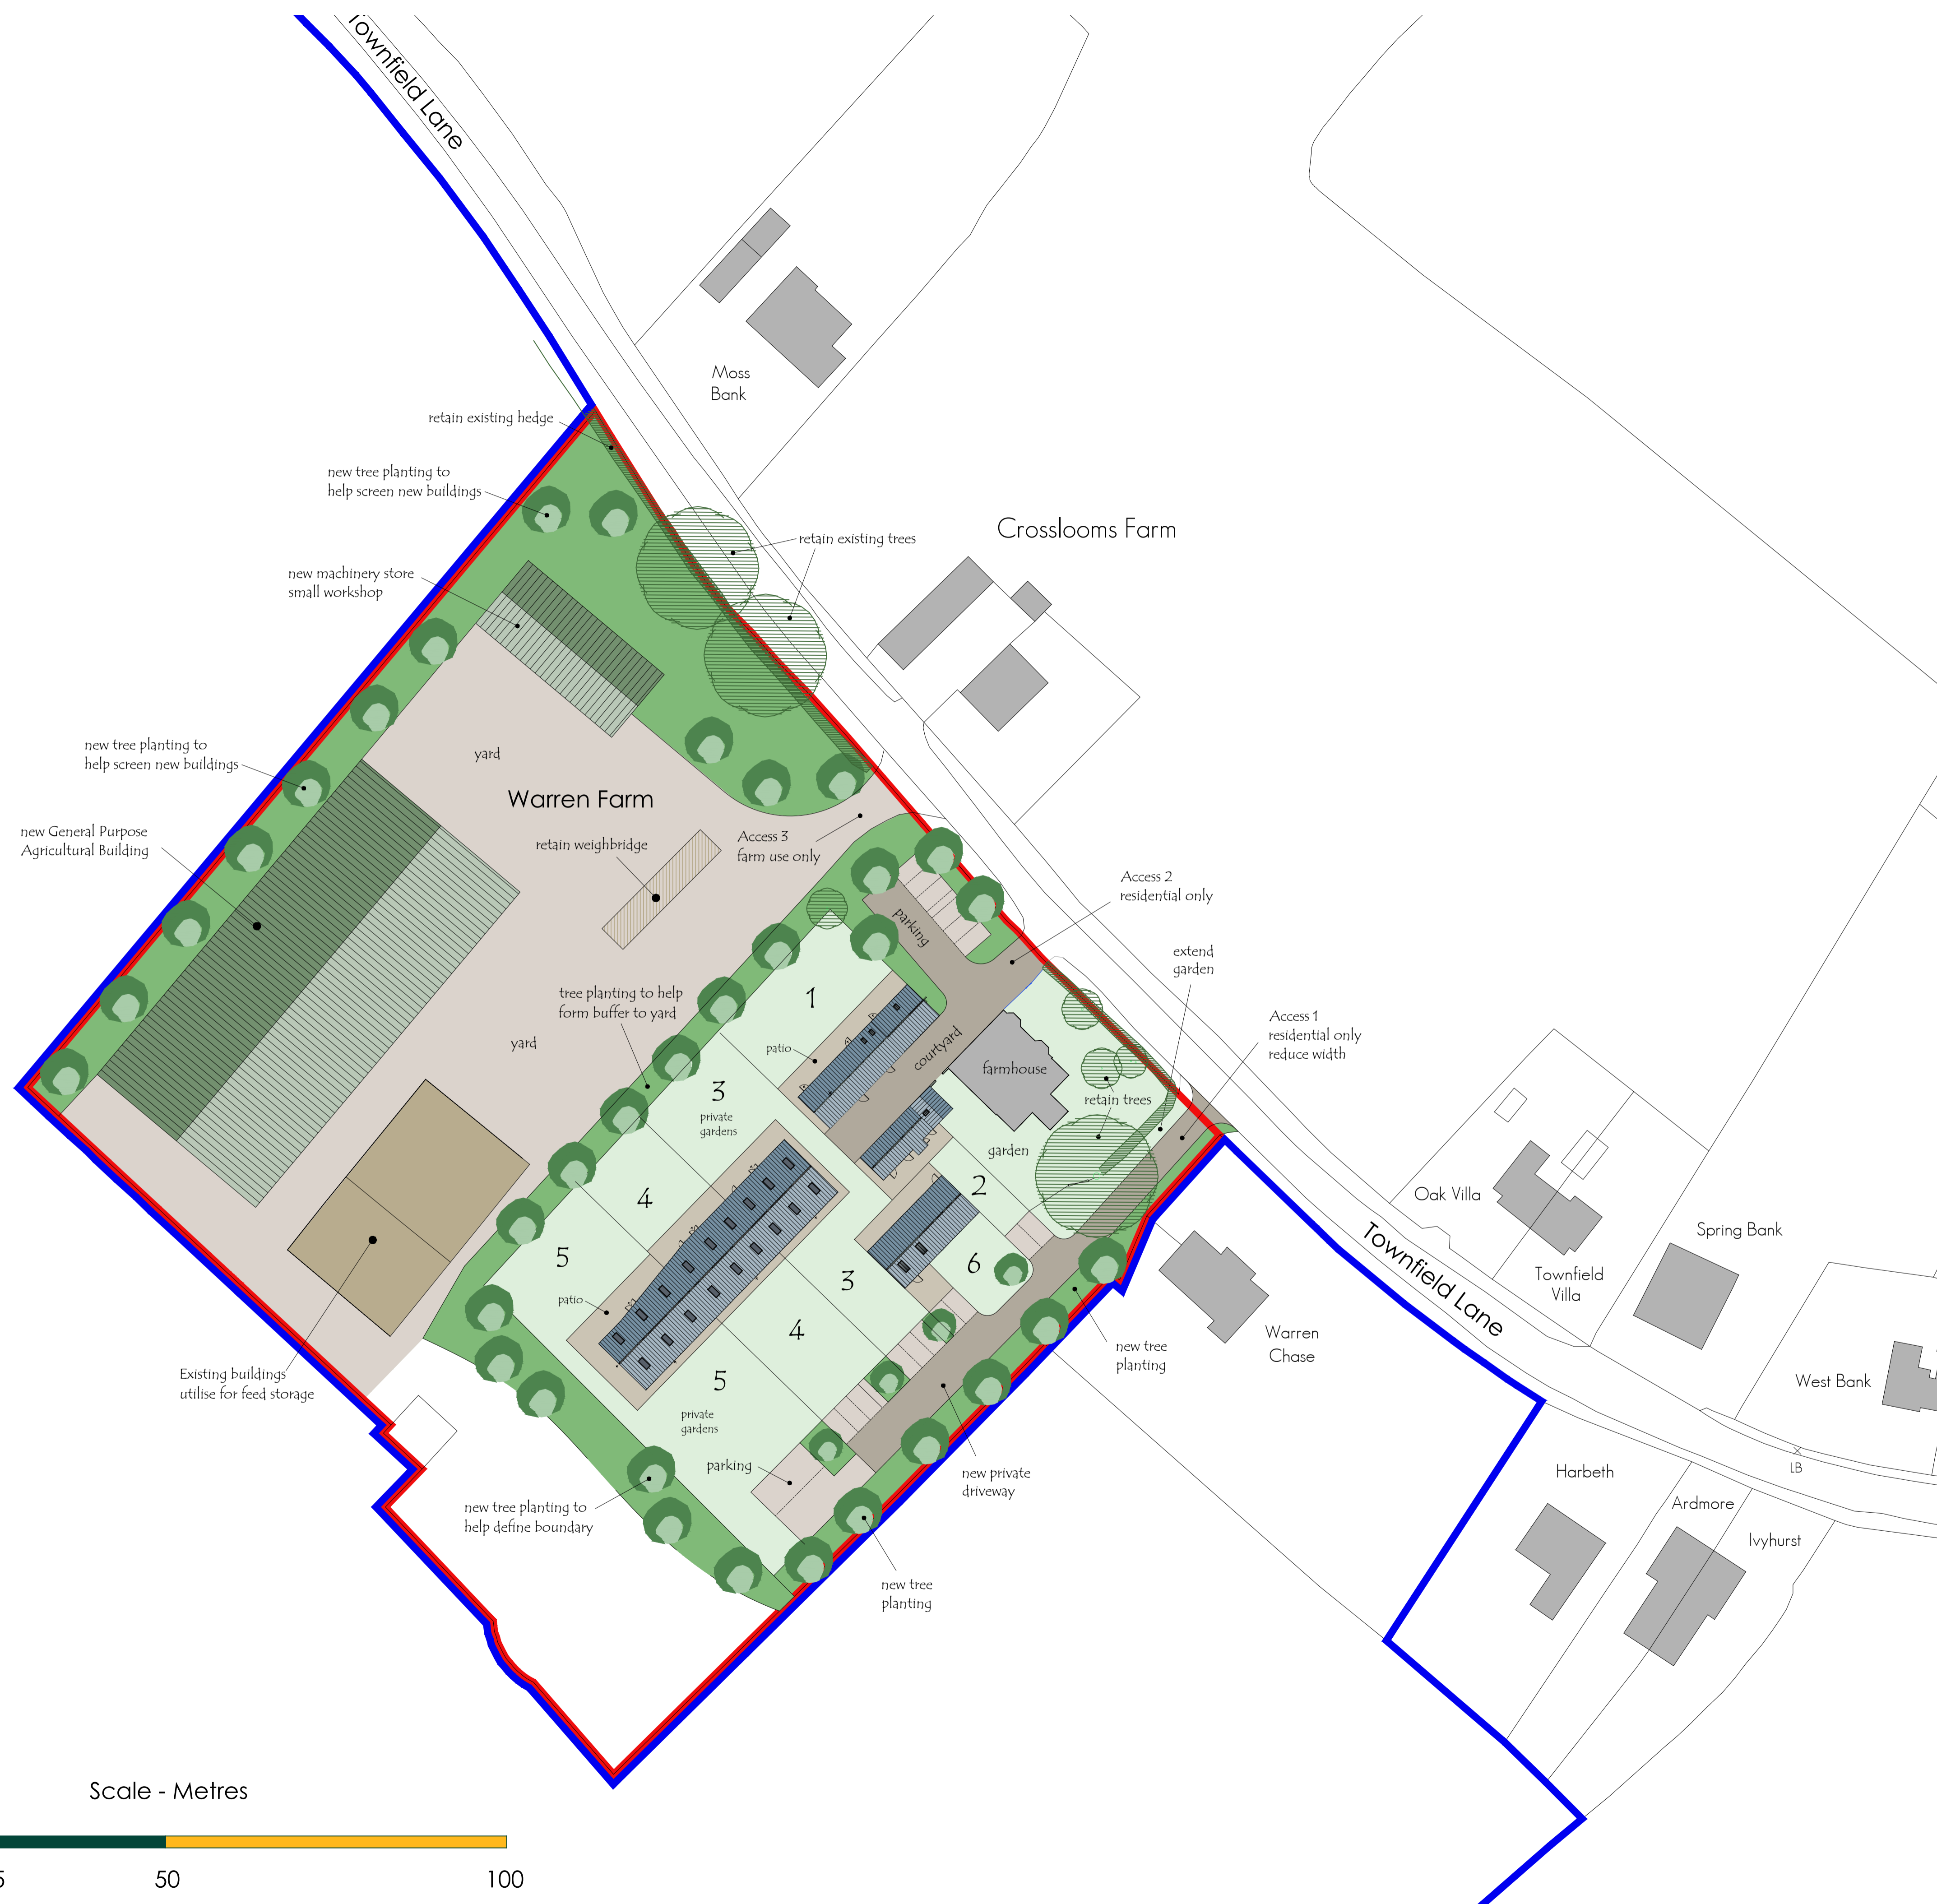 Townfield Lane
Moss
Bank
retain existing hedge
new tree planting to
help screen new buildings
Crosslooms Farm
retain existing trees
new machinery store
small workshop
yard
new tree planting to
help screen new buildings
Warren Farm
new General Purpose
Agricultural Building
retain weighbridge
Access 3
farm use only
Access 2
residential only
parking
extend
garden
tree planting to help
form buffer to yard
1
Access 1
residential only
reduce width
yard
patio
courtyard
farmhouse
3
private
gardens
retain trees
garden
2
4
Oak Villa
Spring Bank
5
6
3
Townfield Lane
Townfield
Villa
patio
4
Warren
Chase
new tree
planting
Existing buildings
utilise for feed storage
5
West Bank
private
gardens
parking
new private
driveway
LB
Harbeth
Ardmore
Ivyhurst
new tree planting to
help define boundary
new tree
planting
Scale - Metres
50
100